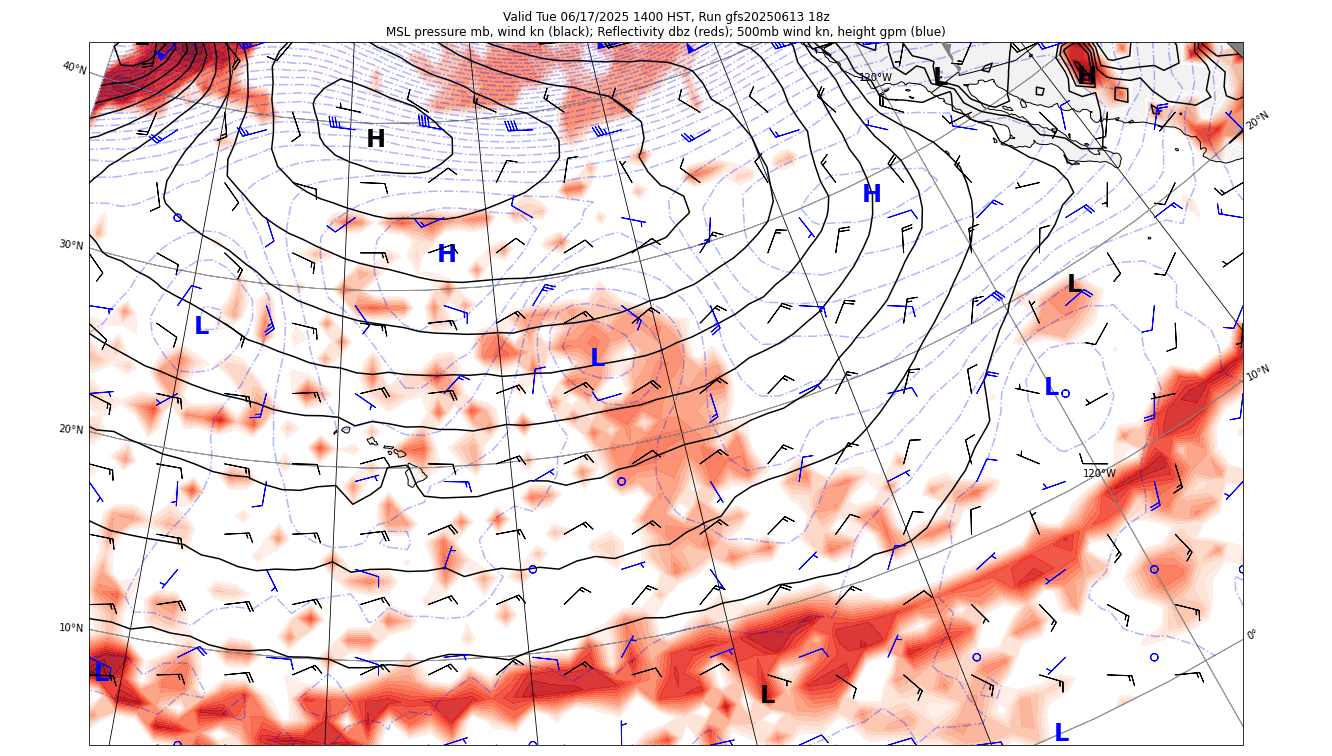 Valid Tue 06/17/2025 1400 HST, Run gfs20250613 18z
MSL pressure mb, wind kn (black); Reflectivity dbz (reds); 500mb wind kn, height gpm (blue)
40°N
120°W
L
H
20°N
H
H
30°N
H
L
L
L
10°N
L
20°N
120°W
10°N
0°
L
L
L